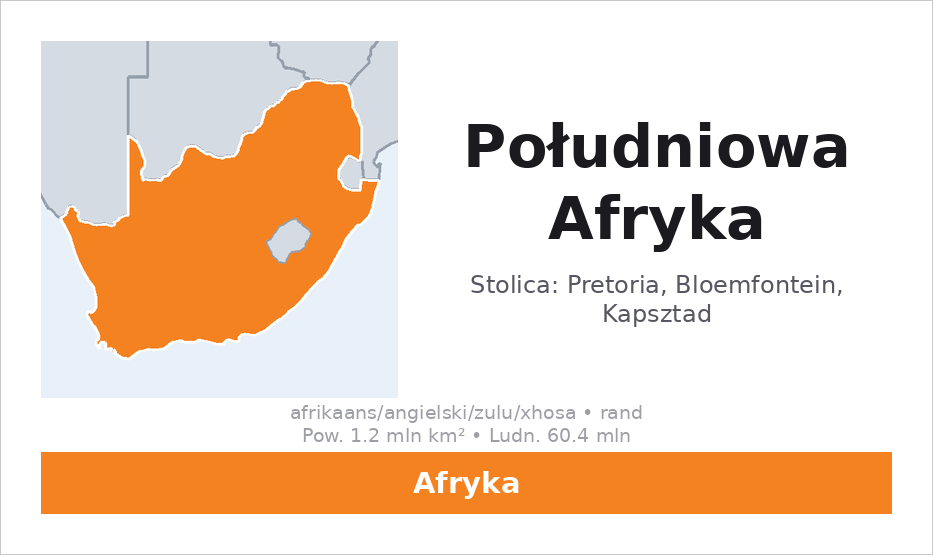 Południowa
Afryka
Stolica: Pretoria, Bloemfontein,
Kapsztad
afrikaans/angielski/zulu/xhosa • rand
Pow. 1.2 mln km² • Ludn. 60.4 mln
Afryka